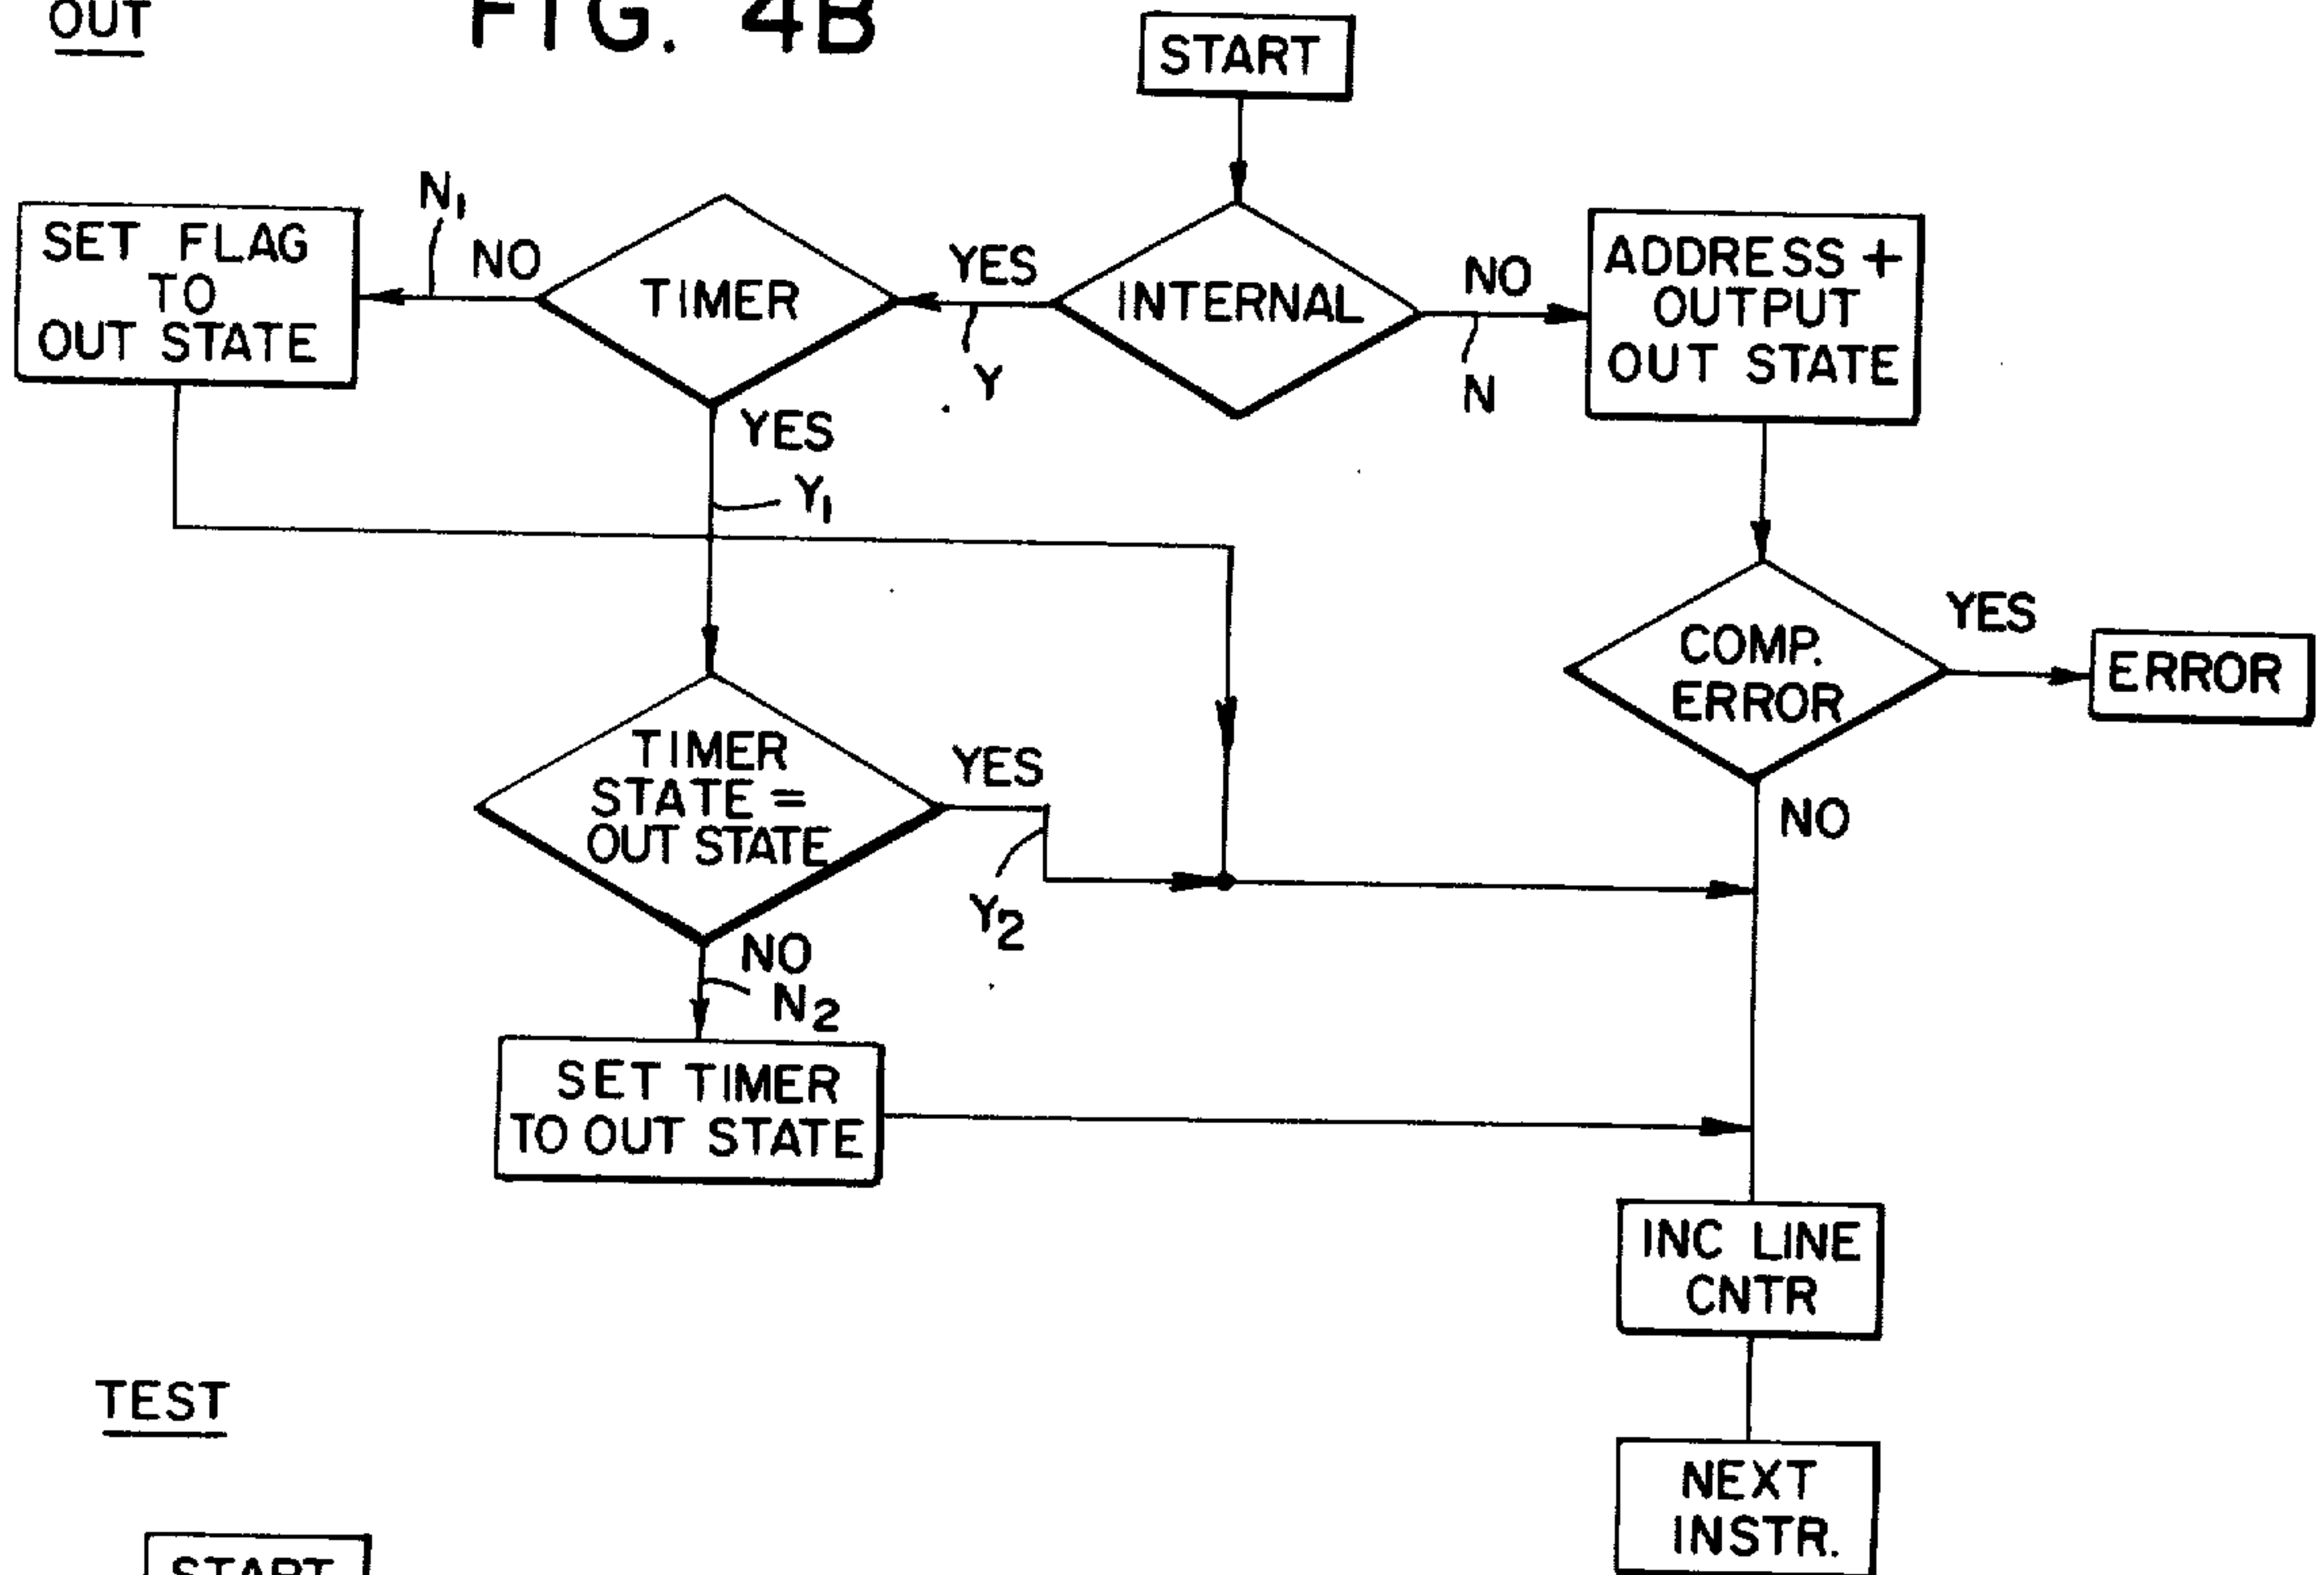 OUT
FIG. 4B
START
N1
SET FLAG
TO
OUT STATE
NO
TIMER
YES
Y
INTERNAL
NO
N
ADDRESS +
OUTPUT
OUT STATE
YES
Y1
COMP.
ERROR
YES
ERROR
NO
TIMER
STATE =
OUT STATE
YES
Y2
NO
N2
SET TIMER
TO OUT STATE
INC LINE
CNTR
NEXT
INSTR.
TEST
START